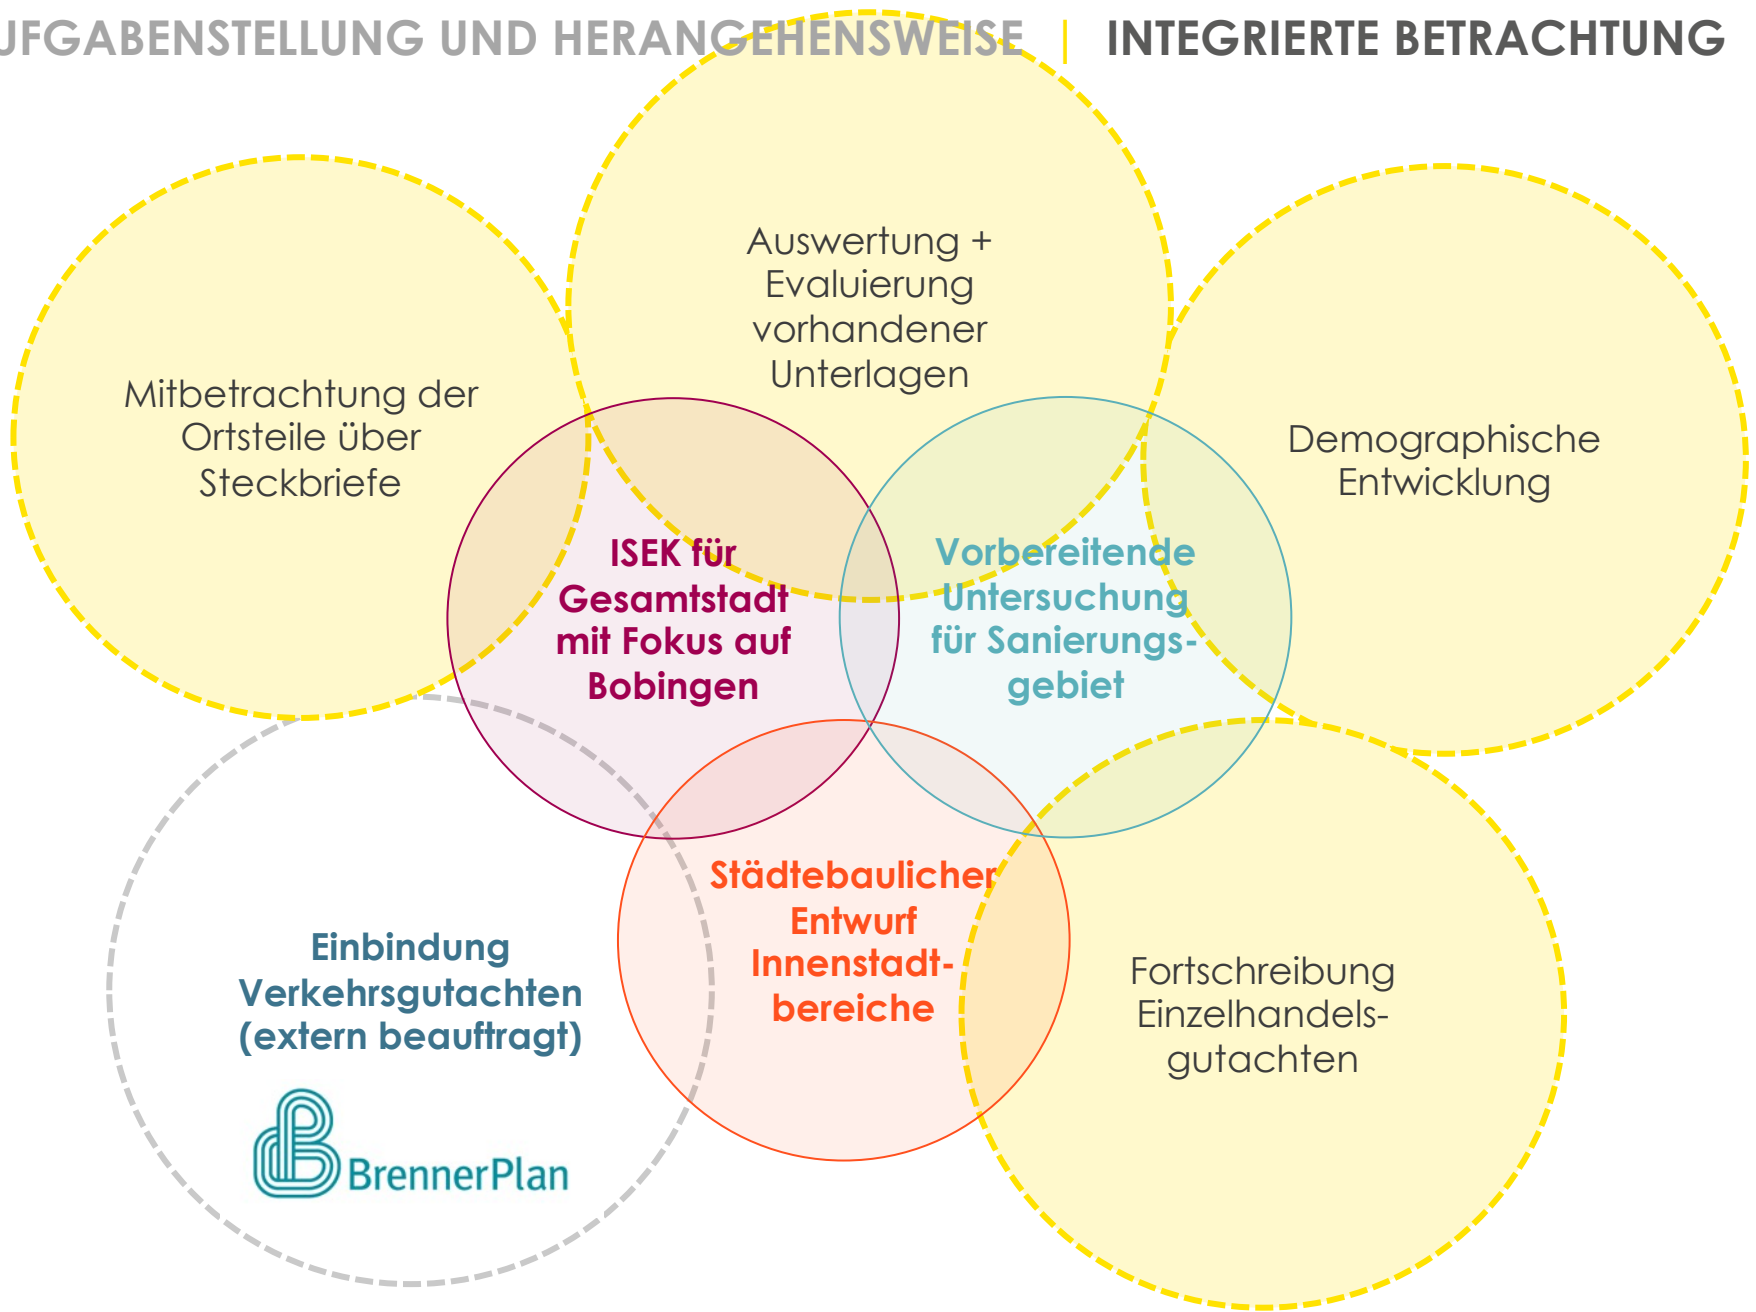 UFGABENSTELLUNG UND HERANGEHENSWEISE | INTEGRIERTE BETRACHTUNG
Auswertung +
Evaluierung
vorhandener
Unterlagen
Mitbetrachtung der
Ortsteile über
Steckbriefe
Demographische
Entwicklung
ISEK für
Gesamtstadt
mit Fokus auf
Bobingen
Vorbereitende
Untersuchung
für Sanierungs-
gebiet
Städtebaulicher
Entwurf
Innenstadt-
bereiche
Einbindung
Verkehrsgutachten
(extern beauftragt)
BrennerPlan
Fortschreibung
Einzelhandels-
gutachten